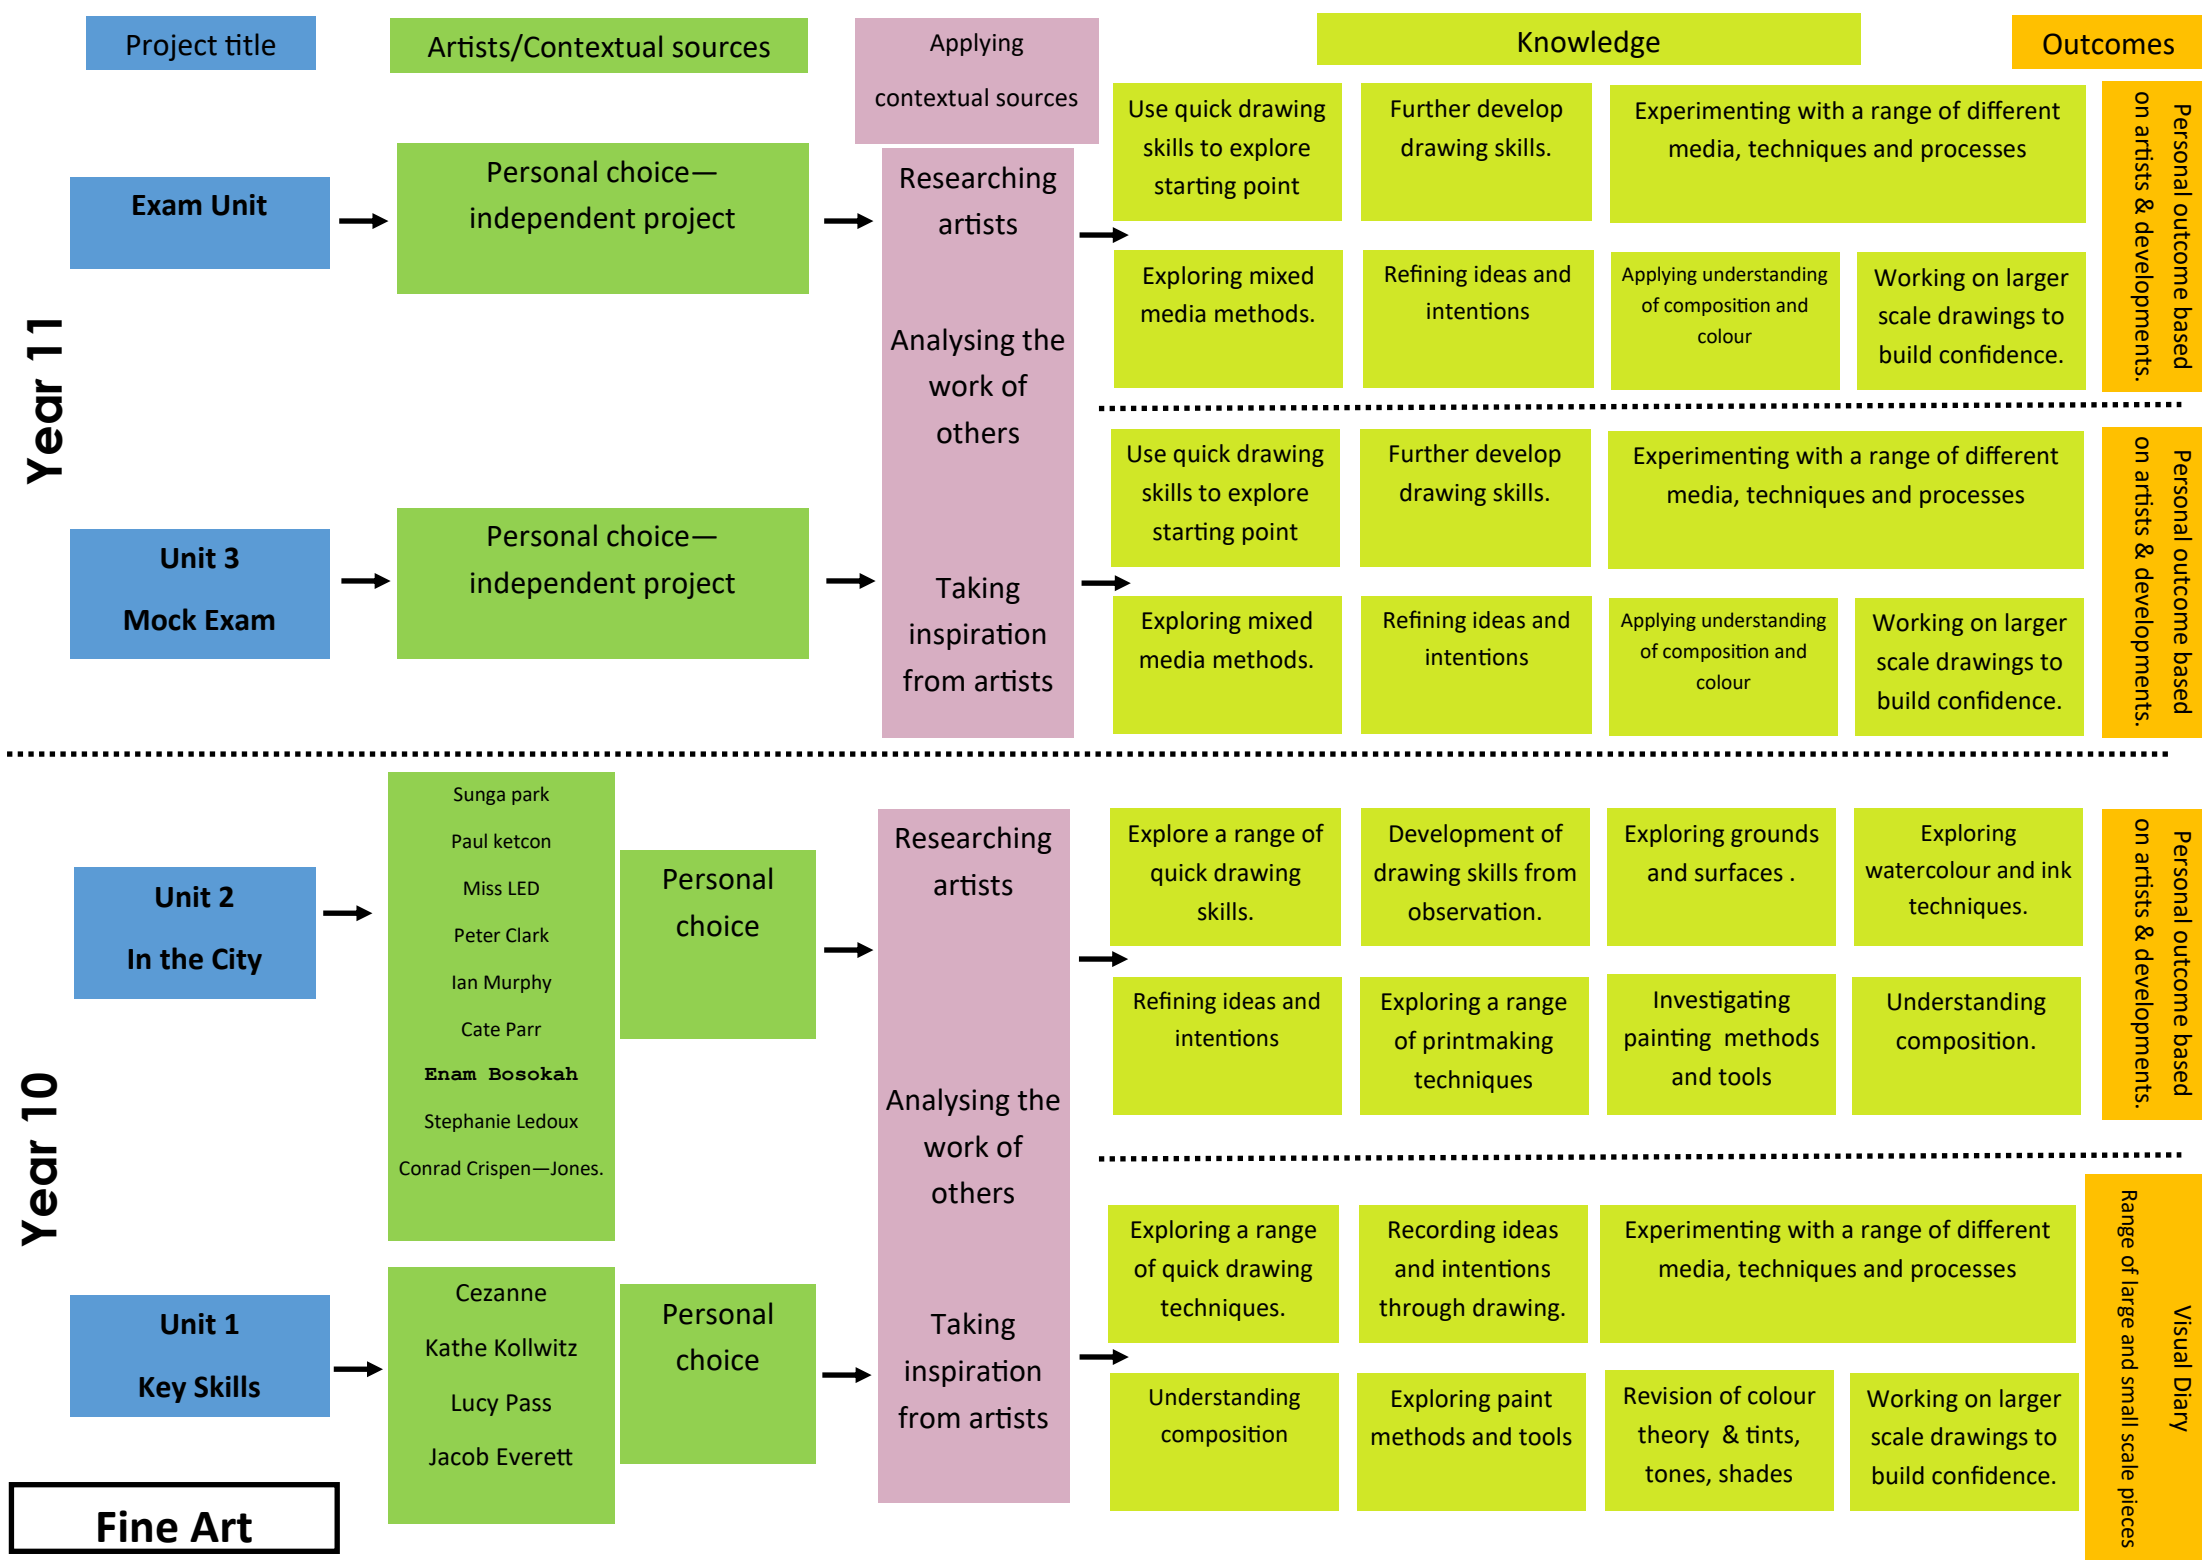 Project title
Artists/Contextual sources
Applying
contextual sources
Knowledge
Outcomes
Year 11
Exam Unit
Personal choice—
independent project
Researching
artists
Analysing the
work of
others
Taking
inspiration
from artists
Use quick drawing
skills to explore
starting point
Further develop
drawing skills.
Experimenting with a range of different
media, techniques and processes
Exploring mixed
media methods.
Refining ideas and
intentions
Applying understanding
of composition and
colour
Working on larger
scale drawings to
build confidence.
Personal outcome based
on artists & developments.
Unit 3
Mock Exam
Personal choice—
independent project
Use quick drawing
skills to explore
starting point
Further develop
drawing skills.
Experimenting with a range of different
media, techniques and processes
Exploring mixed
media methods.
Refining ideas and
intentions
Applying understanding
of composition and
colour
Working on larger
scale drawings to
build confidence.
Personal outcome based
on artists & developments.
Year 10
Unit 2
In the City
Sunga park
Paul ketcon
Miss LED
Peter Clark
Ian Murphy
Cate Parr
Enam Bosokah
Stephanie Ledoux
Conrad Crispen—Jones.
Personal
choice
Researching
artists
Analysing the
work of
others
Taking
inspiration
from artists
Explore a range of
quick drawing
skills.
Development of
drawing skills from
observation.
Exploring grounds
and surfaces .
Exploring
watercolour and ink
techniques.
Refining ideas and
intentions
Exploring a range
of printmaking
techniques
Investigating
painting  methods
and tools
Understanding
composition.
Personal outcome based
on artists & developments.
Unit 1
Key Skills
Cezanne
Kathe Kollwitz
Lucy Pass
Jacob Everett
Personal
choice
Exploring a range
of quick drawing
techniques.
Recording ideas
and intentions
through drawing.
Experimenting with a range of different
media, techniques and processes
Understanding
composition
Exploring paint
methods and tools
Revision of colour
theory  & tints,
tones, shades
Working on larger
scale drawings to
build confidence.
Visual Diary
Range of large and small scale pieces
Fine Art